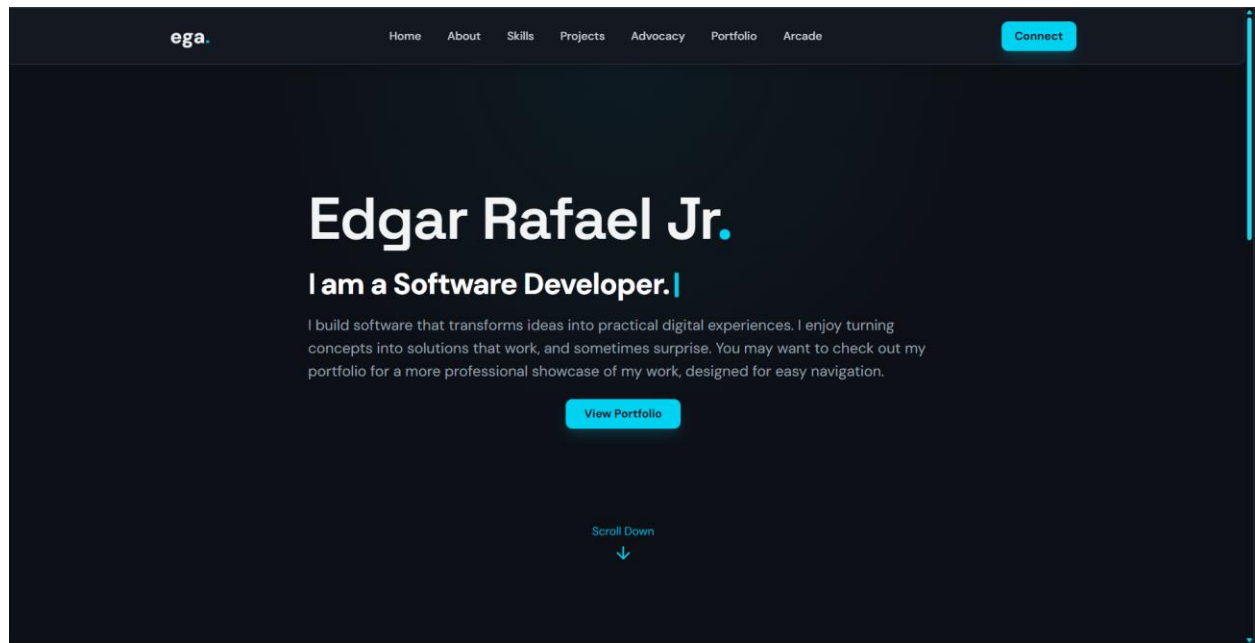 ega.
Home About Skills Projects Advocacy Portfolio Arcade
Connect
Edgar Rafael Jr.
I am a Software Developer.
I build software that transforms ideas into practical digital experiences. I enjoy turning
concepts into solutions that work, and sometimes surprise. You may want to check out my
portfolio for a more professional showcase of my work, designed for easy navigation.
View Portfolio
Scroll Down